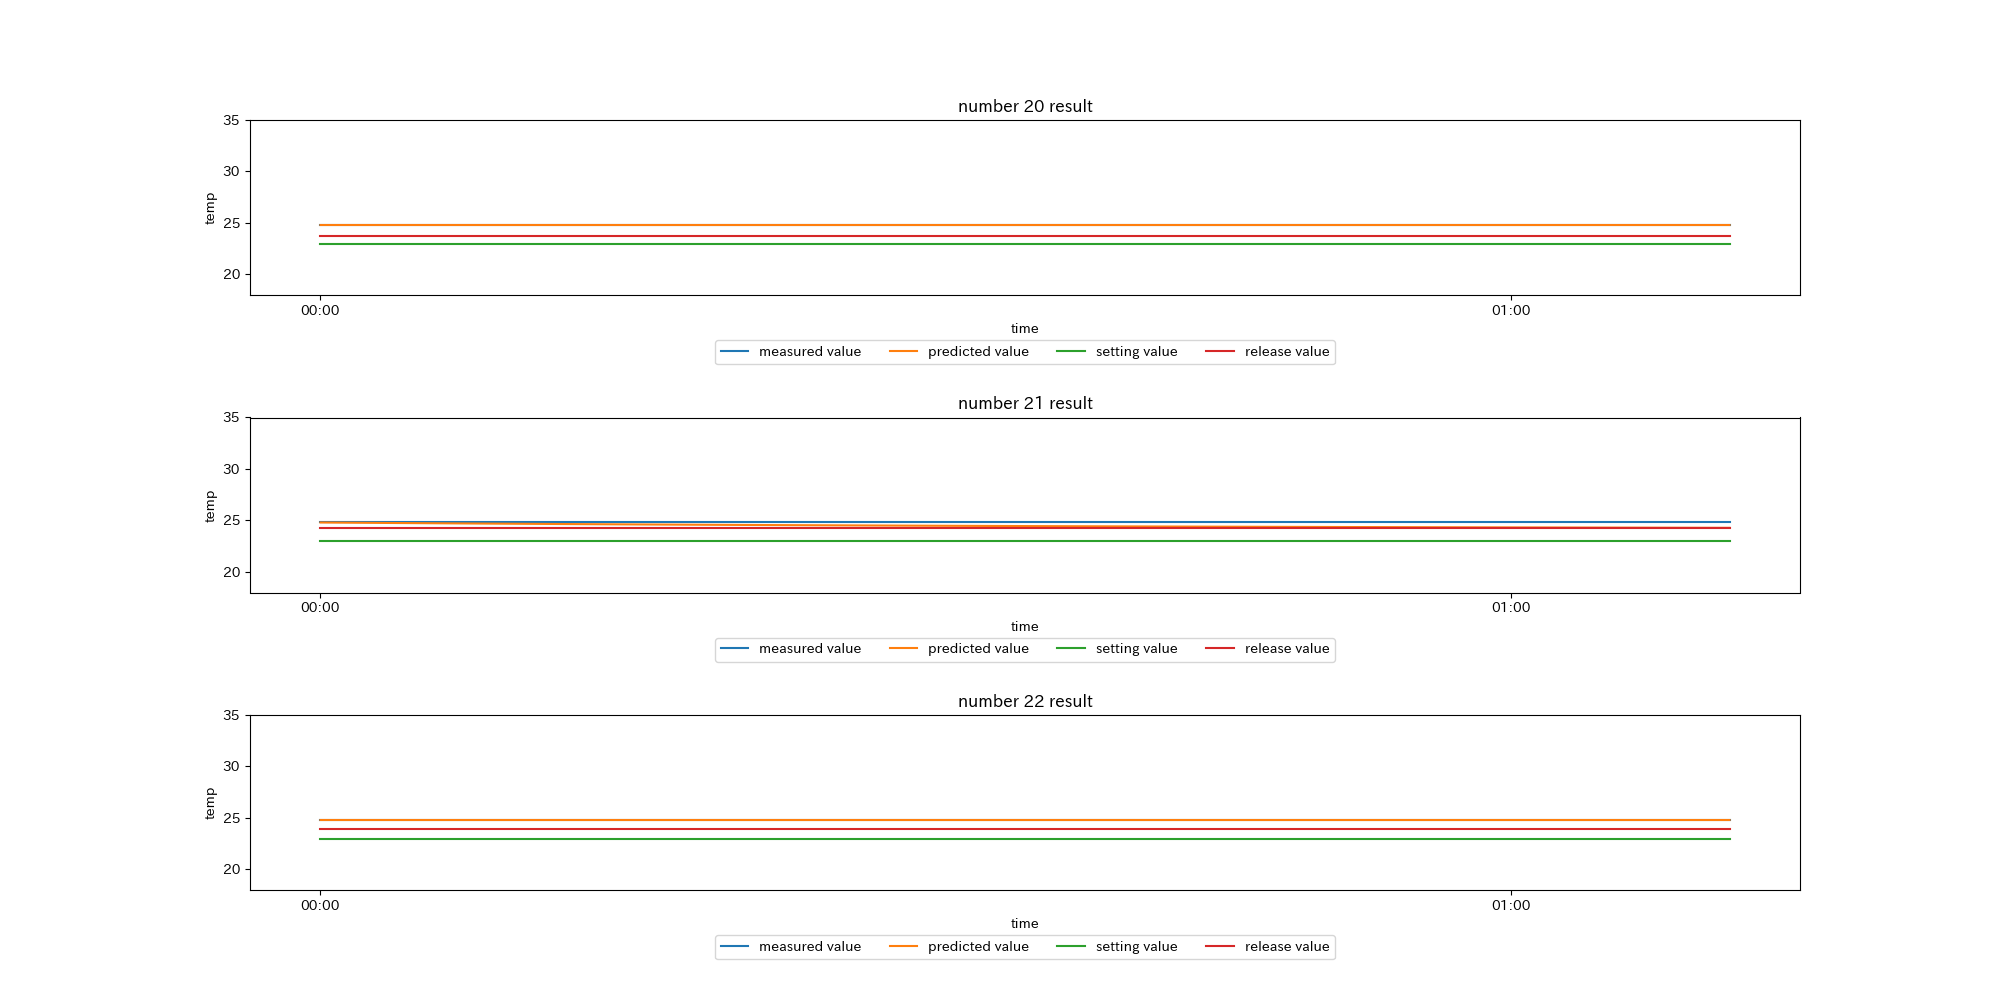 number 20 result
35
30
25
20
temp
00:00 01:00
time
measured value predicted value setting value release value
number 21 result
35
30
25
20
temp
00:00 01:00
time
measured value predicted value setting value release value
number 22 result
35
30
25
20
temp
00:00 01:00
time
measured value predicted value setting value release value